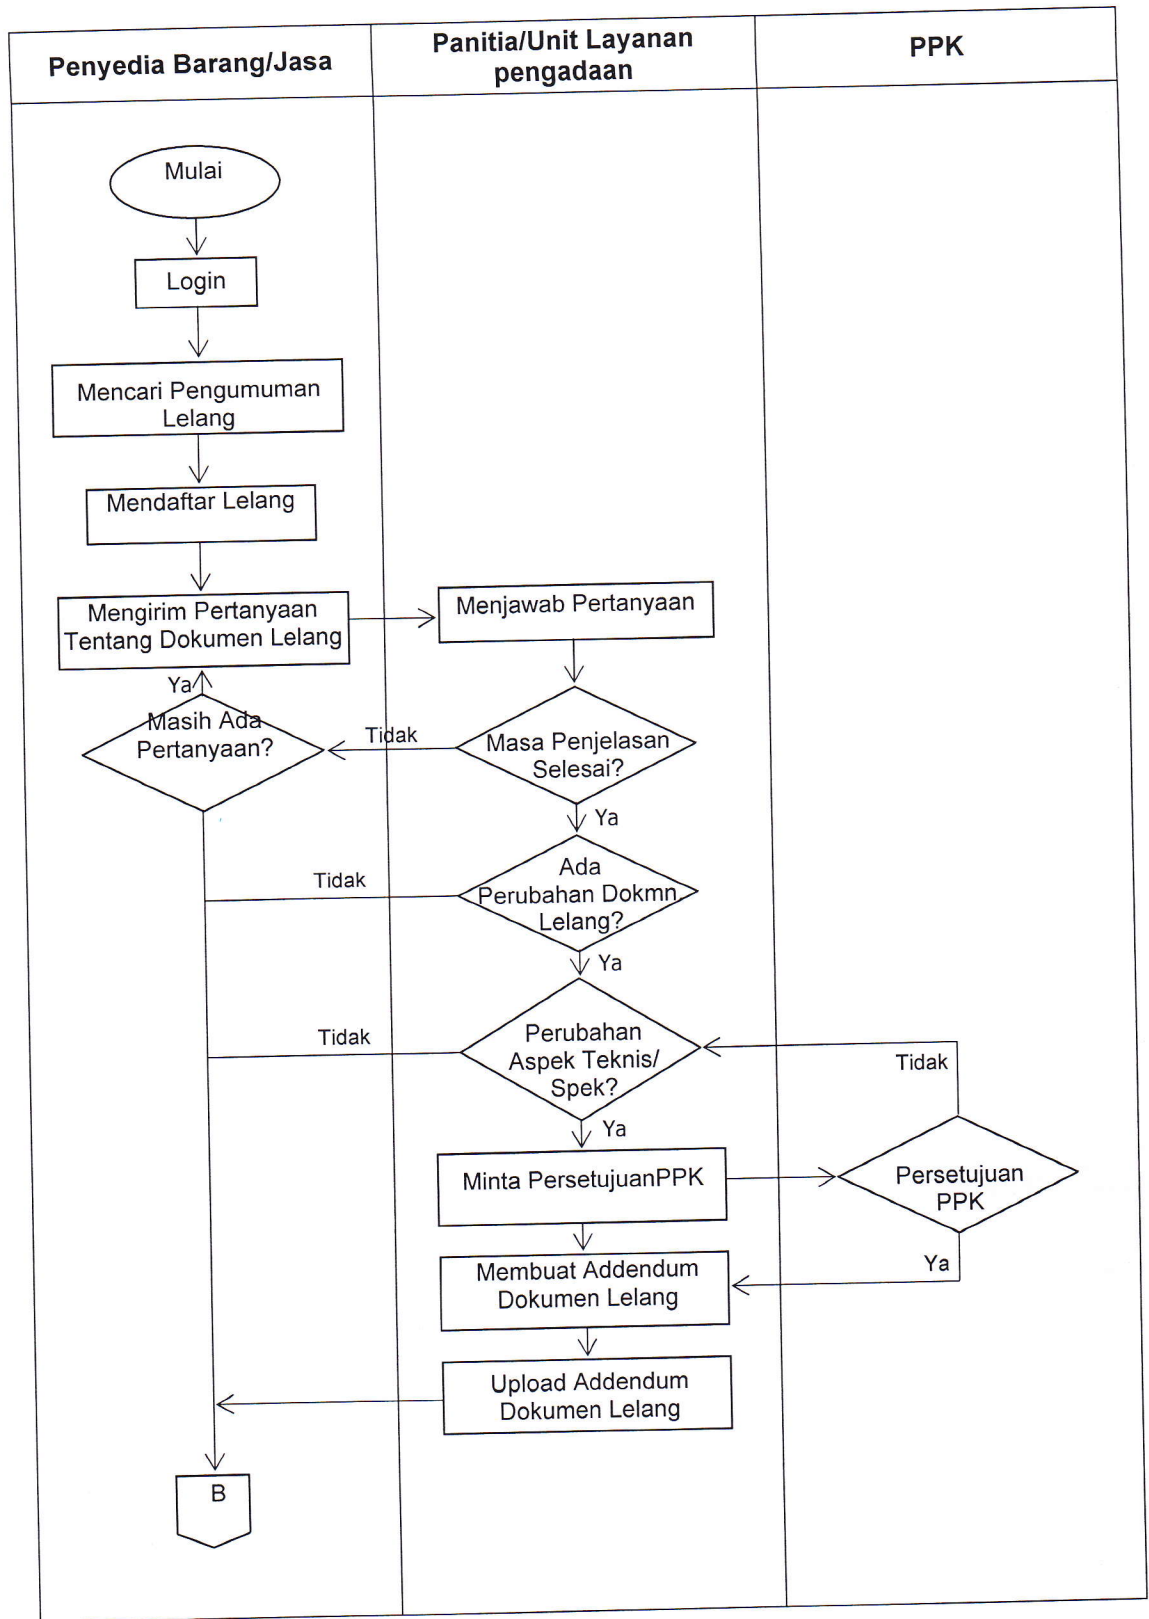 Penyedia Barang/Jasa
Panitia/Unit Layanan
pengadaan
PPK
Mulai
Login
Mencari Pengumuman
Lelang
Mendaftar Lelang
Mengirim Pertanyaan
Tentang Dokumen Lelang
Menjawab Pertanyaan
Ya
Masih Ada
Pertanyaan?
Tidak
Masa Penjelasan
Selesai?
Ya
Tidak
Ada
Perubahan Dokmn.
Lelang?
Ya
Tidak
Perubahan
Aspek Teknis/
Spek?
Tidak
Ya
Minta PersetujuanPPK
Persetujuan
PPK
Ya
Membuat Addendum
Dokumen Lelang
Upload Addendum
Dokumen Lelang
B